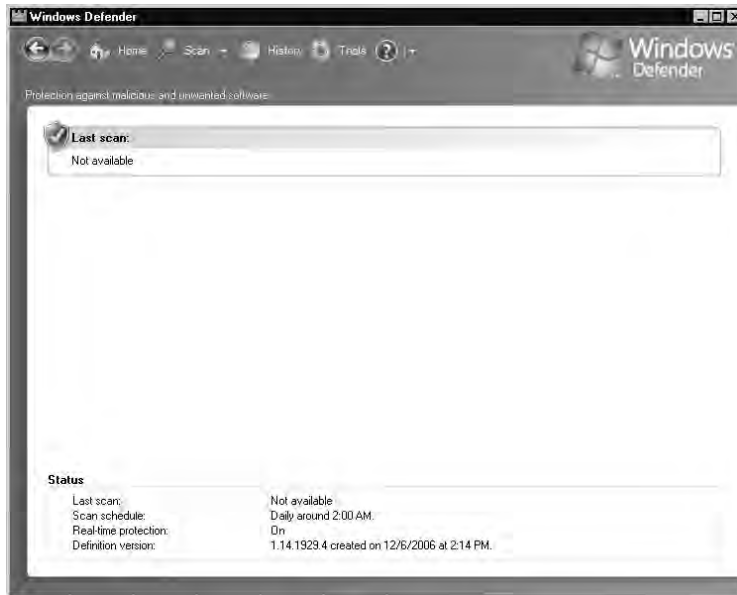 Windows Defender
Home Scan History Tools ?
Windows
Defender
Protection against malicious and unwanted software
Last scan:
Not available
Status
Last scan: Not available
Scan schedule: Daily around 2:00 AM.
Real-time protection: On
Definition version: 1.14.1929.4 created on 12/6/2006 at 2:14 PM.